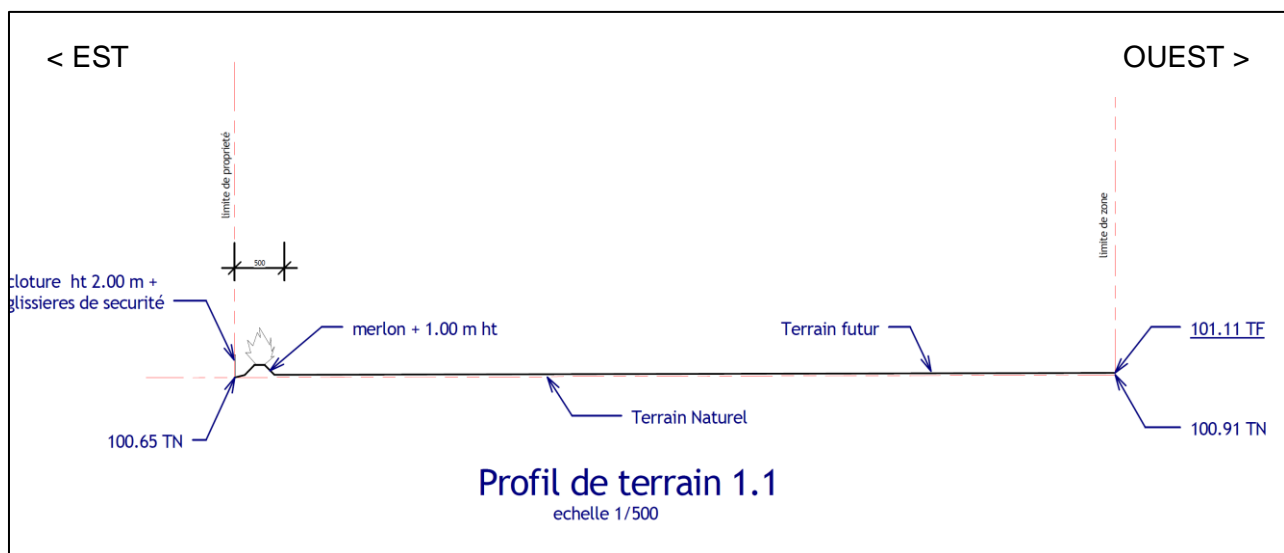 < EST
OUEST >
limite de propriété
limite de zone
500
cloture ht 2.00 m +
glissieres de securité
merlon + 1.00 m ht
Terrain futur
101.11 TF
Terrain Naturel
100.65 TN
100.91 TN
Profil de terrain 1.1
echelle 1/500